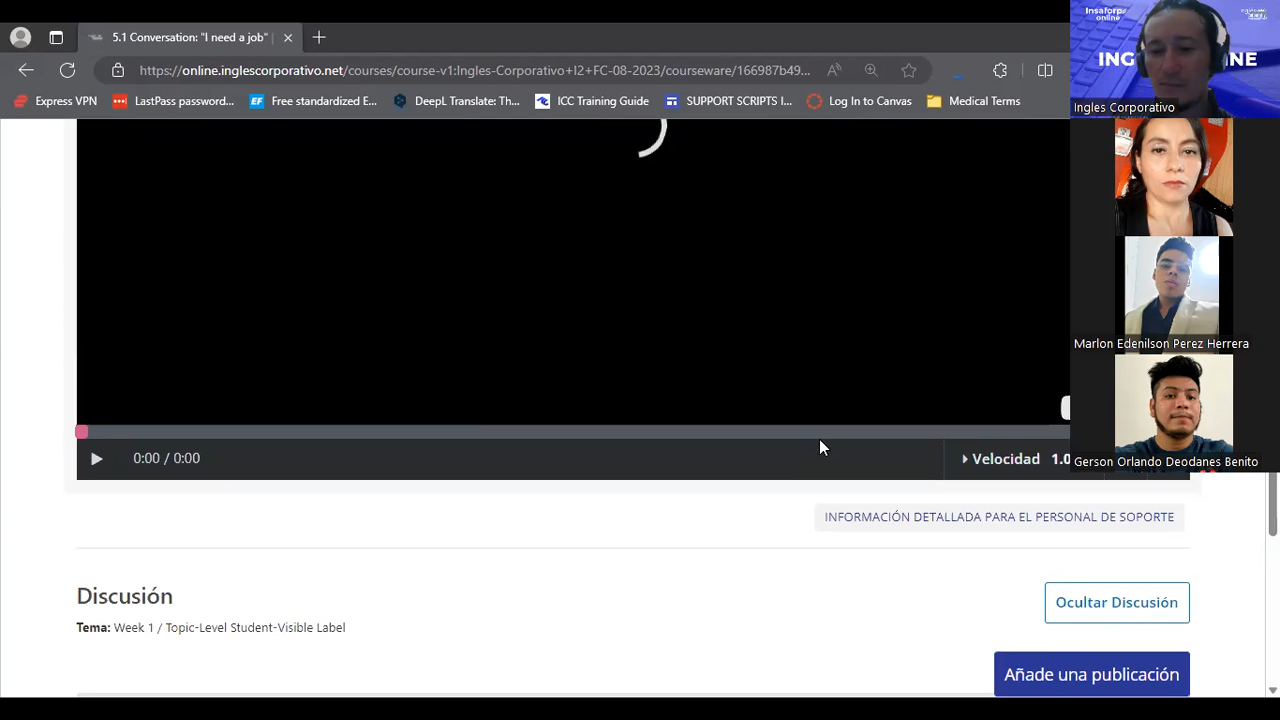 5.1 Conversation: "I need a job" |
https://online.inglescorporativo.net/courses/course-v1:Ingles-Corporativo+I2+FC-08-2023/courseware/166987b49...
Express VPN
LastPass password...
Free standardized E...
DeepL Translate: Th...
ICC Training Guide
SUPPORT SCRIPTS I...
Log In to Canvas
Medical Terms
Insaforp
online
ING
INE
Ingles Corporativo
Marlon Edenilson Perez Herrera
Gerson Orlando Deodanes Benito
0:00 / 0:00
Velocidad 1.0
INFORMACIÓN DETALLADA PARA EL PERSONAL DE SOPORTE
Discusión
Ocultar Discusión
Tema: Week 1 / Topic-Level Student-Visible Label
Añade una publicación